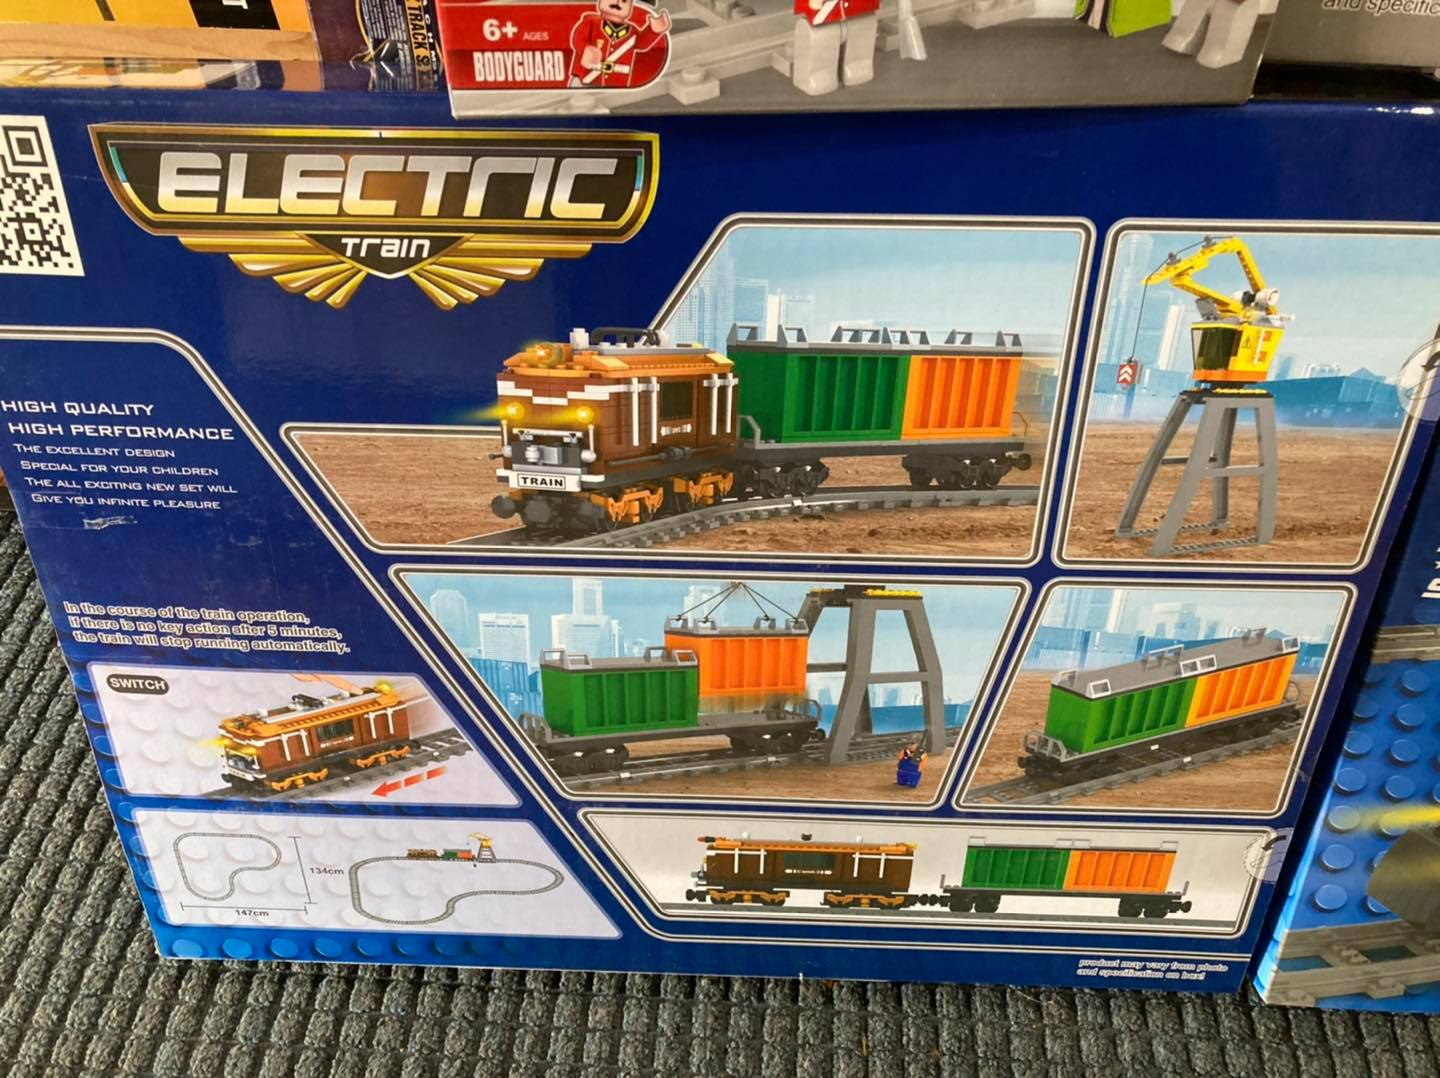 TRACK S
6+ AGES
BODYGUARD
and specific
ELECTRIC
Train
HIGH QUALITY
HIGH PERFORMANCE
THE EXCELLENT DESIGN
SPECIAL FOR YOUR CHILDREN
THE ALL EXCITING NEW SET WILL
GIVE YOU INFINITE PLEASURE
TRAIN
In the course of the train operation,
if there is no key action after 5 minutes,
the train will stop running automatically.
SWITCH
134cm
147cm
product may vary from photo
and specification on box!